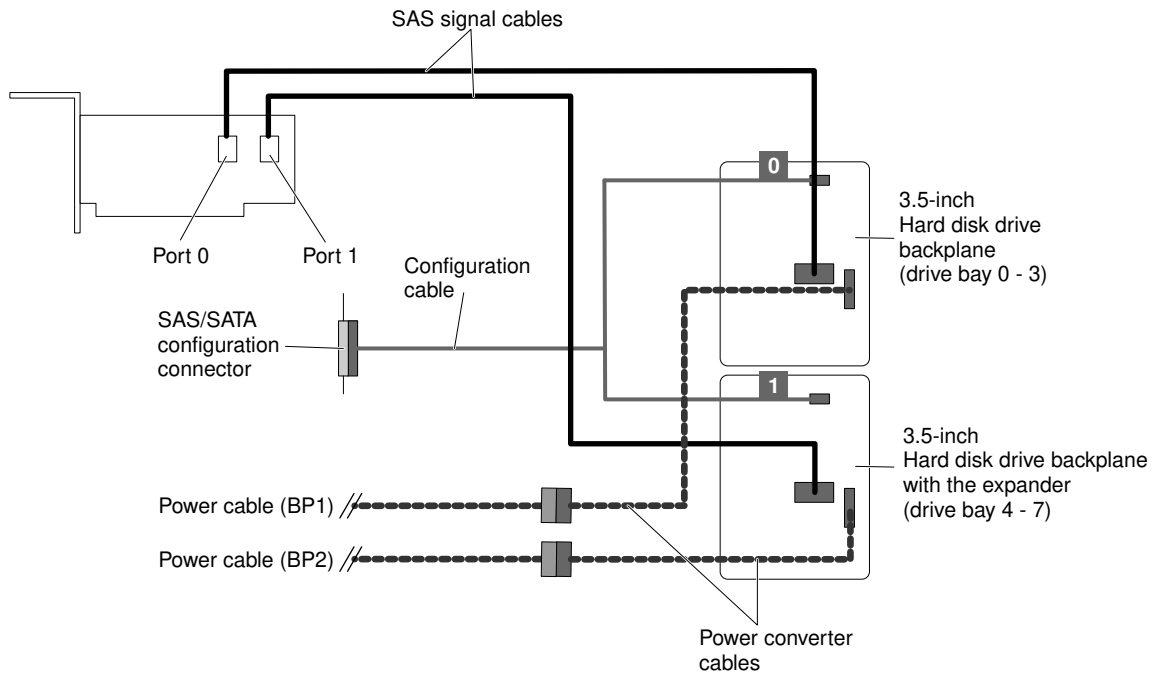 SAS signal cables
0
3.5-inch
Hard disk drive
backplane
(drive bay 0 - 3)
Port 0
Port 1
Configuration
cable
SAS/SATA
configuration
connector
1
3.5-inch
Hard disk drive backplane
with the expander
(drive bay 4 - 7)
Power cable (BP1)
Power cable (BP2)
Power converter
cables